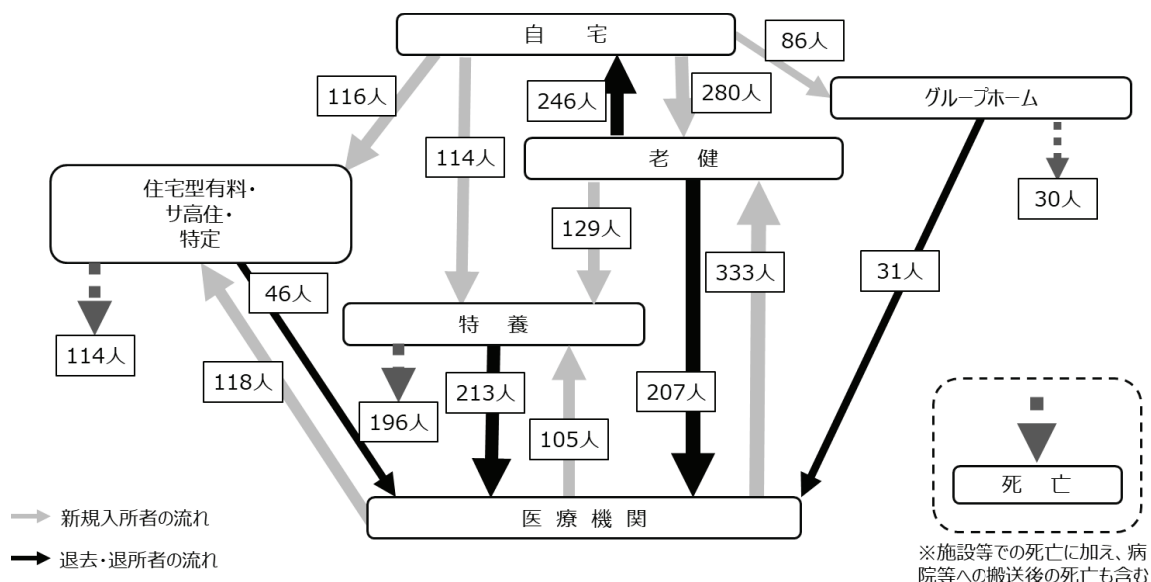 自　宅
86人
グループホーム
116人
246人
280人
114人
老　健
住宅型有料・
サ高住・
特定
129人
30人
333人
31人
46人
特　養
114人
118人
213人
207人
196人
105人
死　亡
医 療 機 関
新規入所者の流れ
退去・退所者の流れ
※施設等での死亡に加え、病
院等への搬送後の死亡も含む